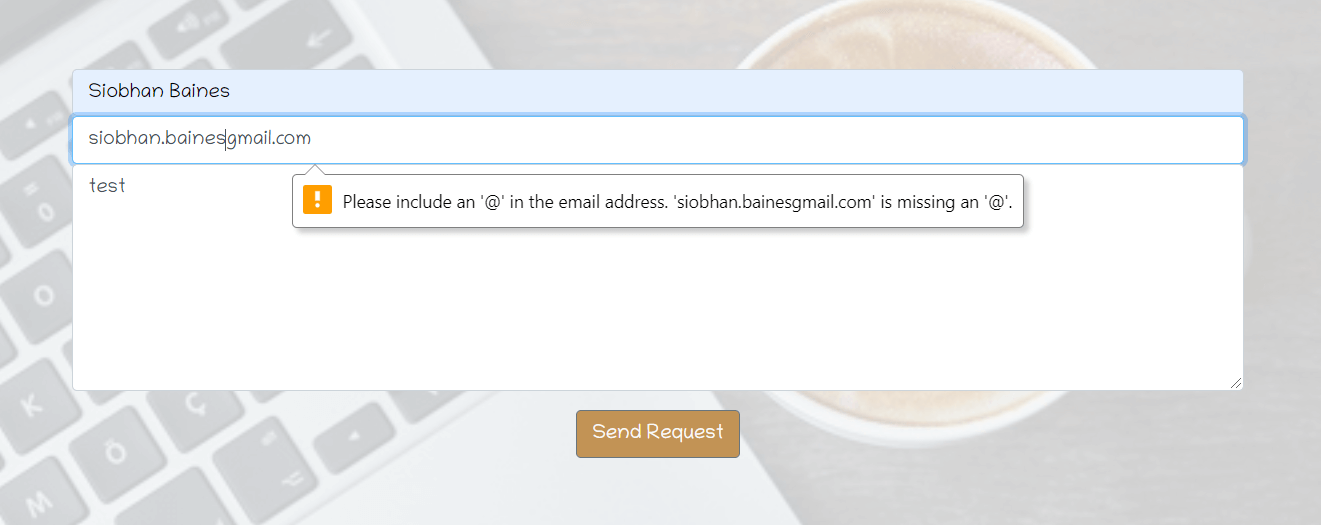 Siobhan Baines
siobhan.bainesgmail.com
test
Please include an '@' in the email address. 'siobhan.bainesgmail.com' is missing an '@'.
Send Request
O
O
K
Ç
Ö
M